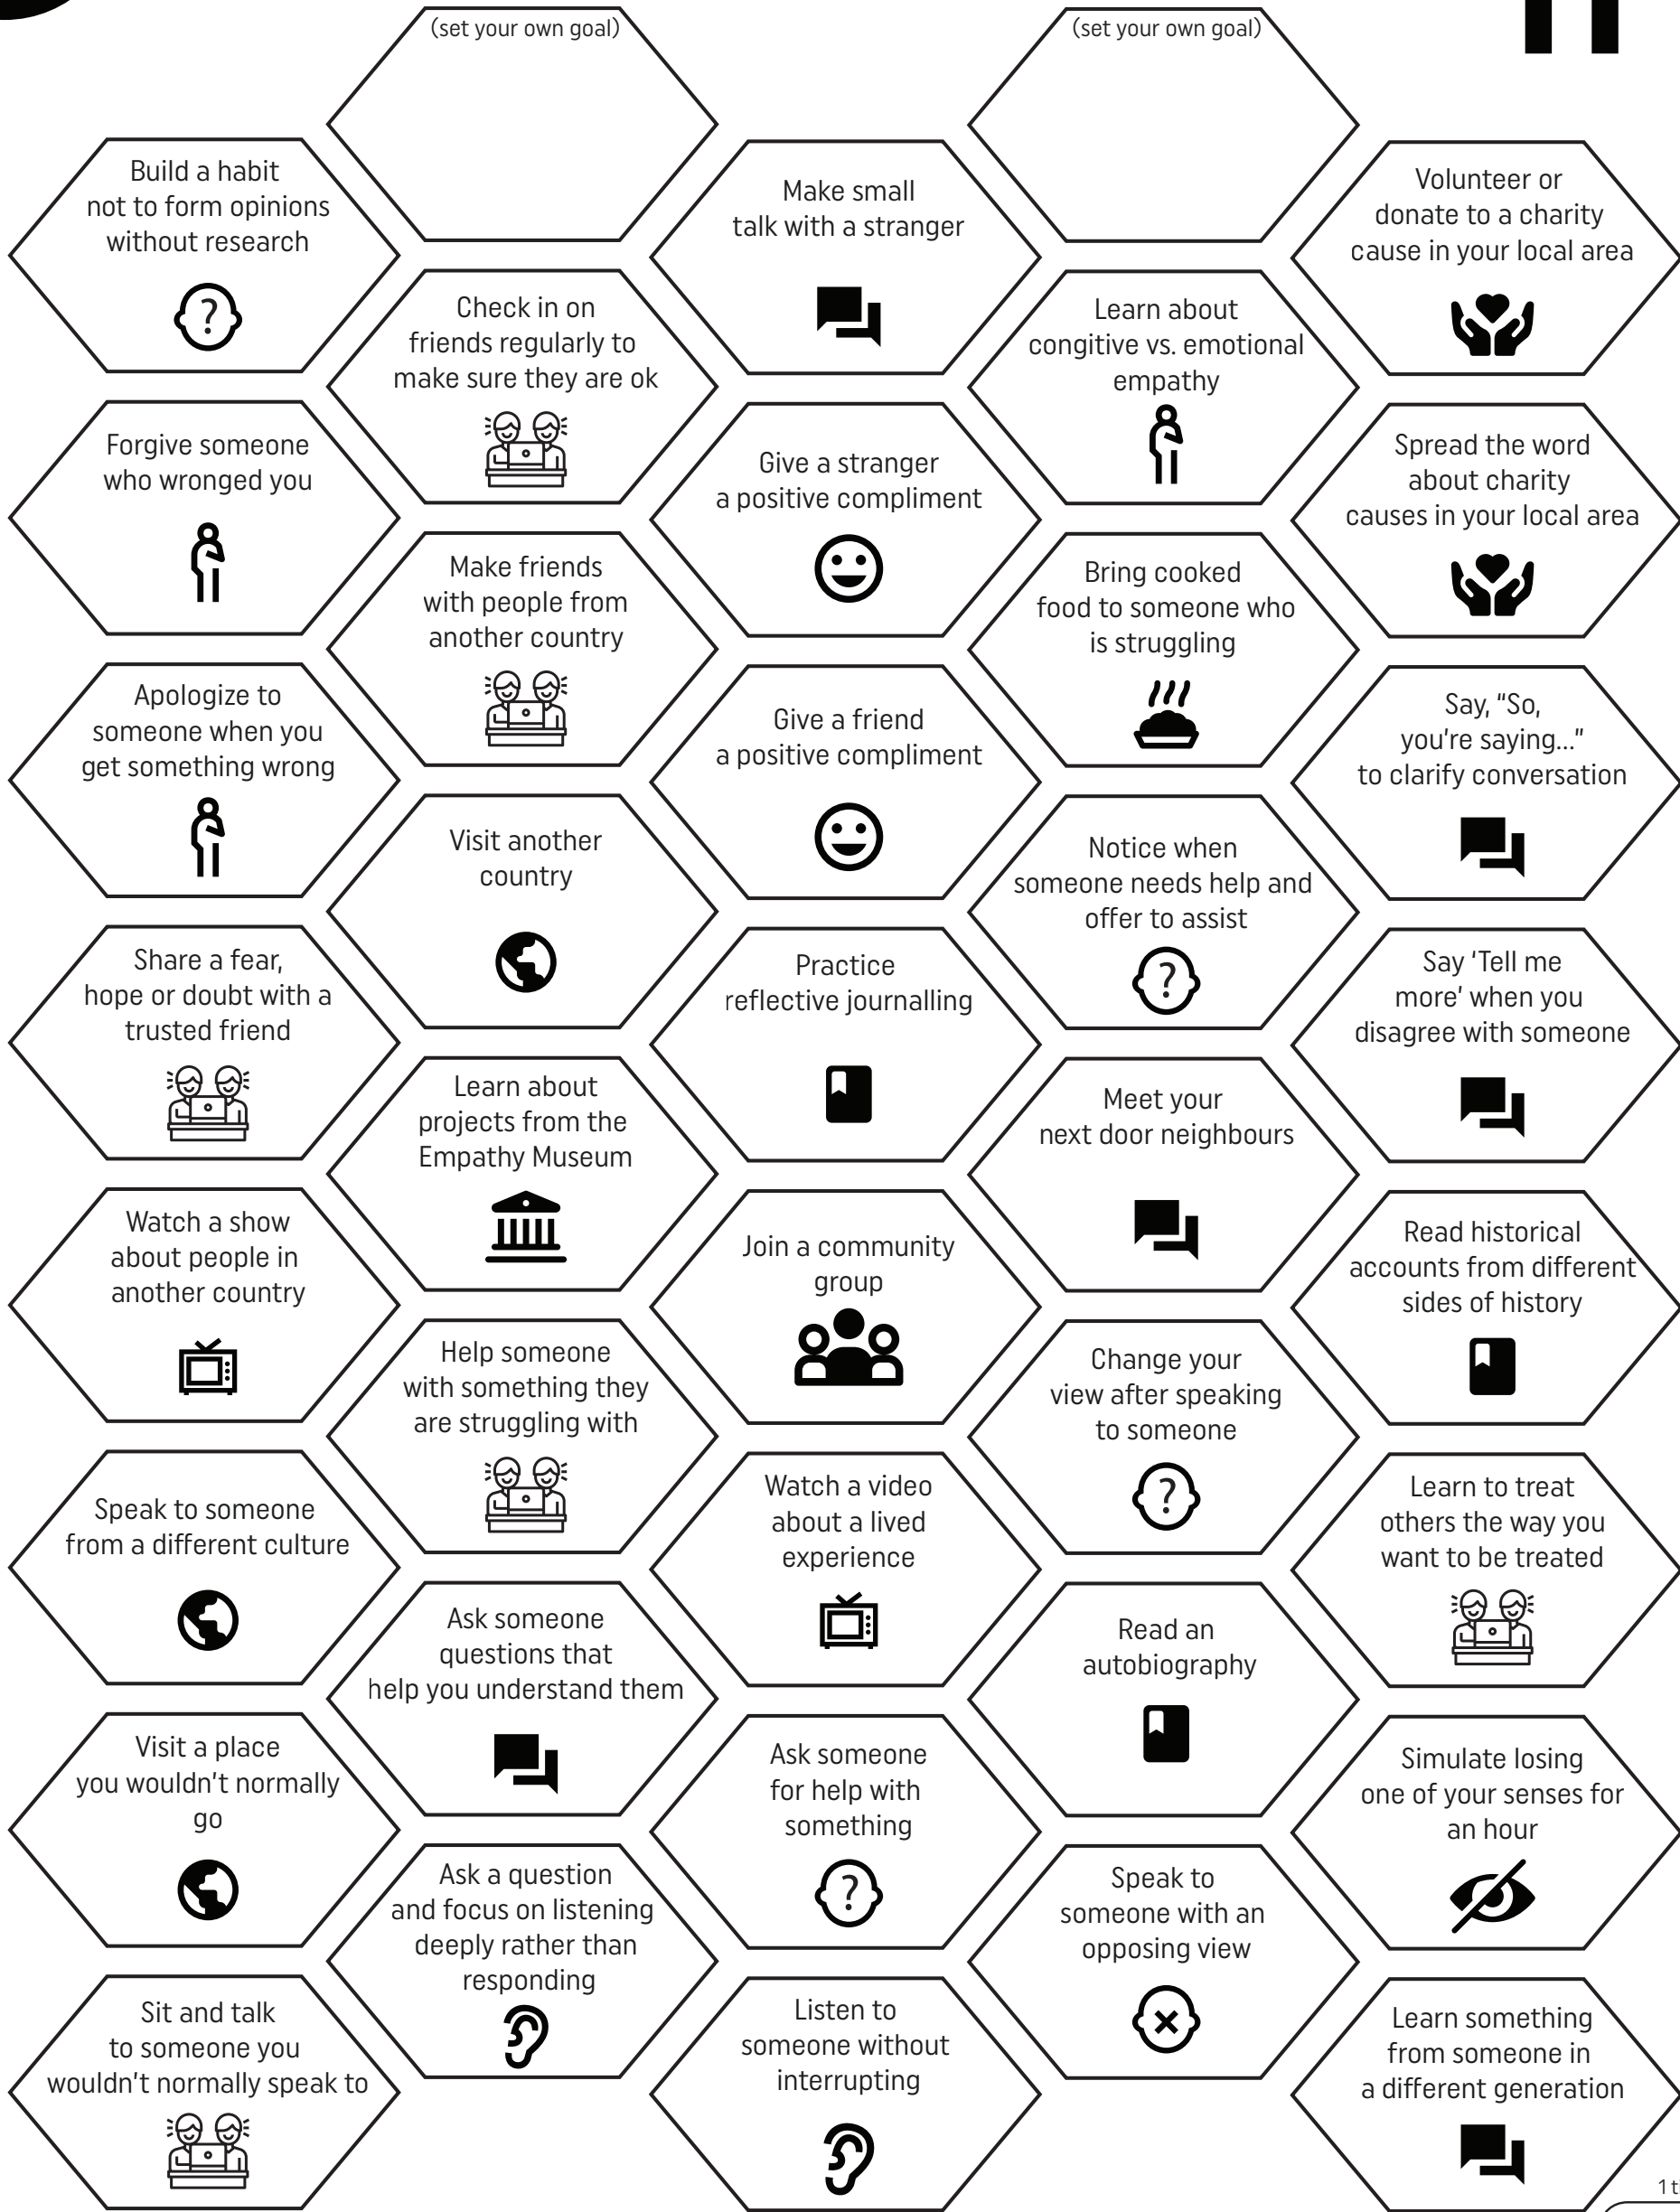 (set your own goal)
(set your own goal)
Build a habit
not to form opinions
without research
?
Make small
talk with a stranger
Volunteer or
donate to a charity
cause in your local area
Check in on
friends regularly to
make sure they are ok
Learn about
congitive vs. emotional
empathy
Forgive someone
who wronged you
Give a stranger
a positive compliment
Spread the word
about charity
causes in your local area
Make friends
with people from
another country
Bring cooked
food to someone who
is struggling
Apologize to
someone when you
get something wrong
Give a friend
a positive compliment
Say, "So,
you're saying..."
to clarify conversation
Visit another
country
Notice when
someone needs help and
offer to assist
?
Share a fear,
hope or doubt with a
trusted friend
Practice
reflective journalling
Say 'Tell me
more' when you
disagree with someone
Learn about
projects from the
Empathy Museum
Meet your
next door neighbours
Watch a show
about people in
another country
Join a community
group
Read historical
accounts from different
sides of history
Help someone
with something they
are struggling with
Change your
view after speaking
to someone
?
Speak to someone
from a different culture
Watch a video
about a lived
experience
Learn to treat
others the way you
want to be treated
Ask someone
questions that
help you understand them
Read an
autobiography
Visit a place
you wouldn't normally
go
Ask someone
for help with
something
?
Simulate losing
one of your senses for
an hour
Ask a question
and focus on listening
deeply rather than
responding
Speak to
someone with an
opposing view
Sit and talk
to someone you
wouldn't normally speak to
Listen to
someone without
interrupting
Learn something
from someone in
a different generation